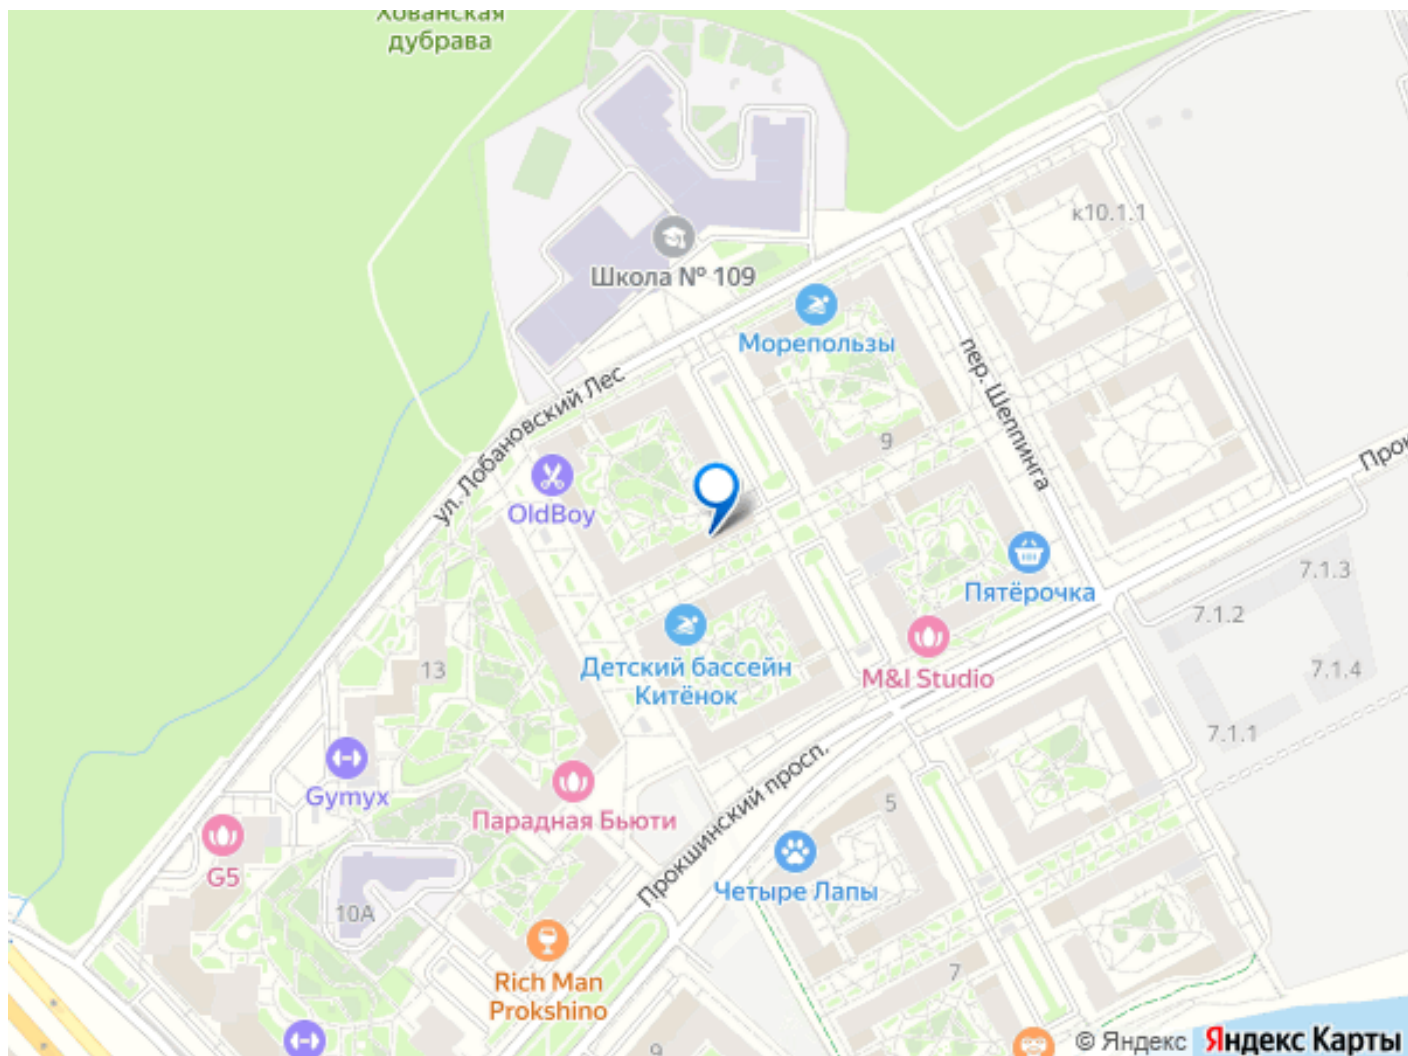 Хованская
дубрава
к10.1.1
Школа № 109
Морепользы
пер. Шеппинга
ул. Лобановский Лес
9
Прок
OldBoy
Пятёрочка
7.1.3
7.1.2
Детский бассейн
Китёнок
M&I Studio
7.1.4
13
7.1.1
Gymyx
Парадная Бьюти
Прокшинский просп.
5
G5
Четыре Лапы
10А
Rich Man
Prokshino
7
9
© Яндекс Яндекс Карты